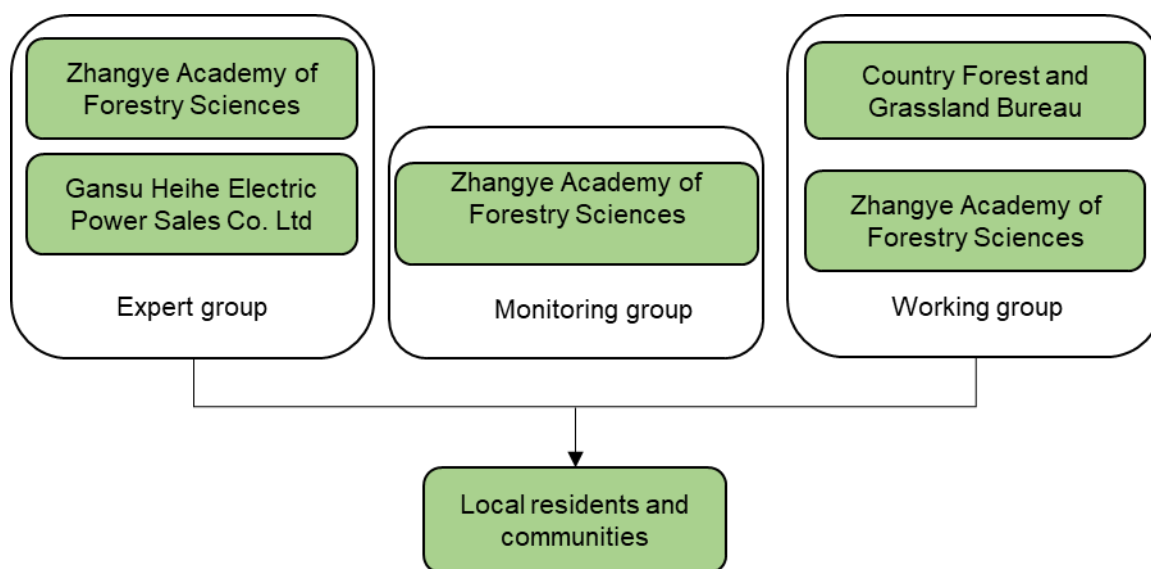 Zhangye Academy of
Forestry Sciences
Gansu Heihe Electric
Power Sales Co. Ltd
Expert group
Zhangye Academy of
Forestry Sciences
Monitoring group
Country Forest and
Grassland Bureau
Zhangye Academy of
Forestry Sciences
Working group
Local residents and
communities